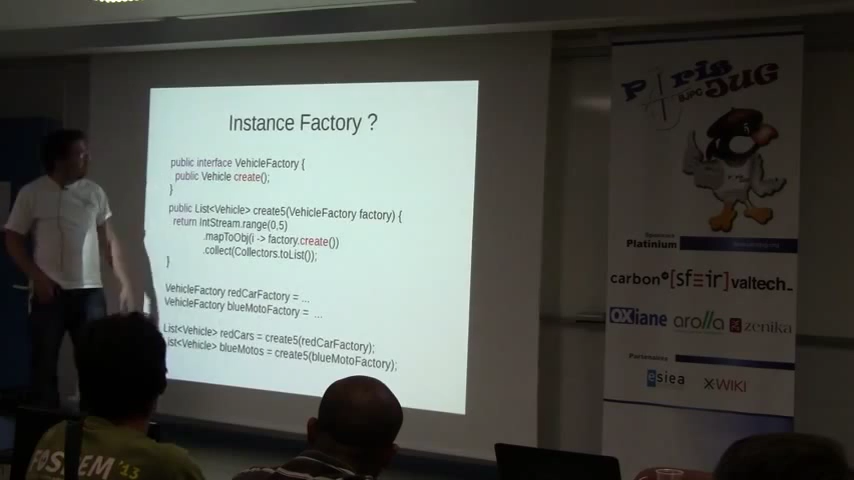 Instance Factory ?
public interface VehicleFactory {
public Vehicle create();
}
public List<Vehicle> create5(VehicleFactory factory) {
return IntStream.range(0,5)
.mapToObj(i -> factory.create())
.collect(Collectors.toList());
}
VehicleFactory redCarFactory = ...
VehicleFactory blueMotoFactory = ...
List<Vehicle> redCars = create5(redCarFactory);
List<Vehicle> blueMotos = create5(blueMotoFactory);
Paris
JUG
Sponsors
Platinium
carbon [sfeir] valtech_
OXiane arolla zenika
Partenaires
esiea XWIKI
FOSDEM '13